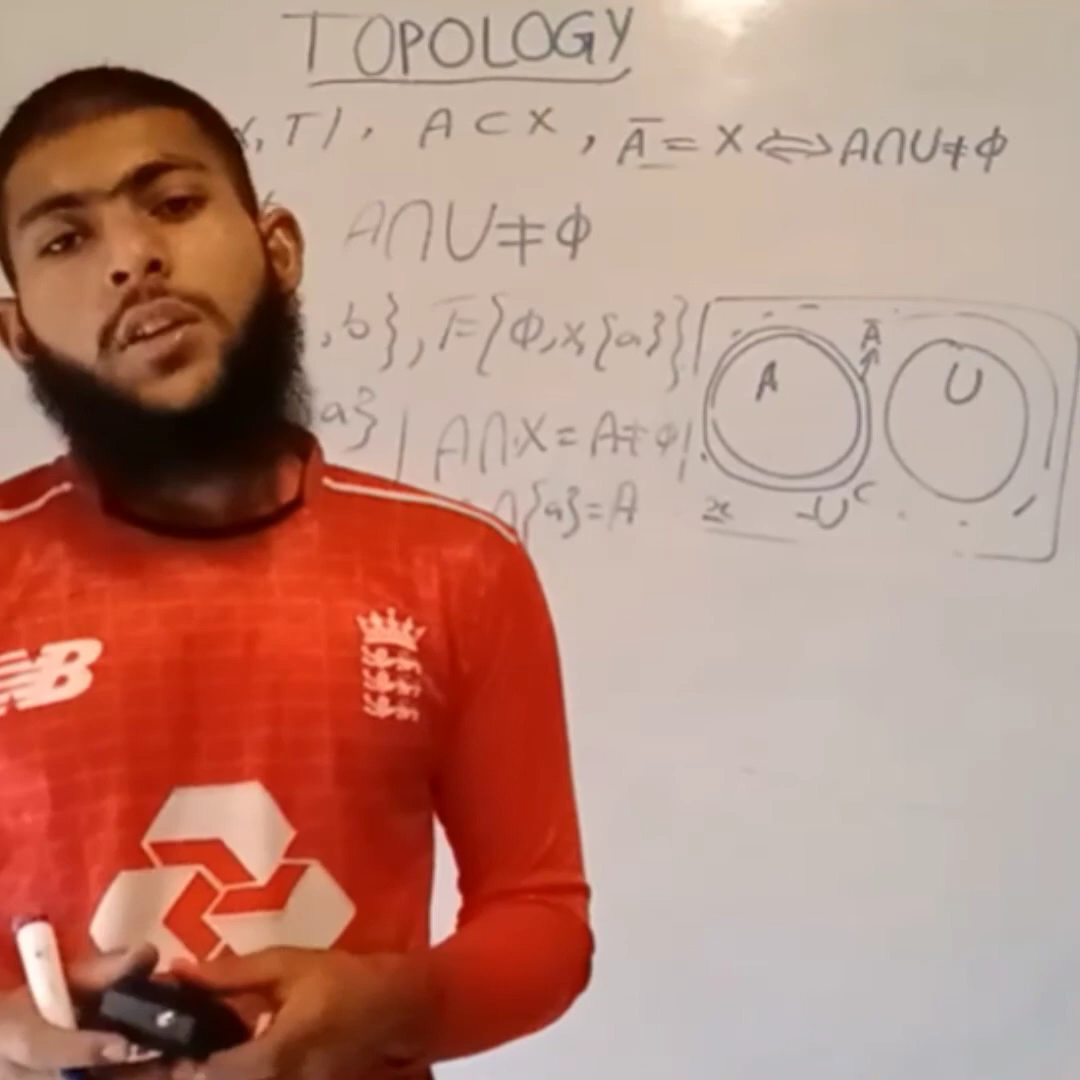 TOPOLOGY
X, T), A ⊂ X, A̅ = X ⟺ A∩U≠ϕ
A∩U≠ϕ
,b}, T={ϕ,x,{a}}
a} | A∩X = A≠ϕ |
∩{a}=A
A
A̅
U
U^c
NB